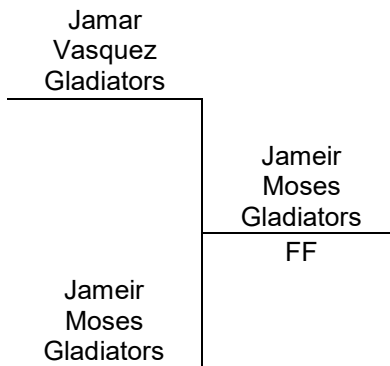 Jamar
Vasquez
Gladiators
Jameir
Moses
Gladiators
FF
Jameir
Moses
Gladiators